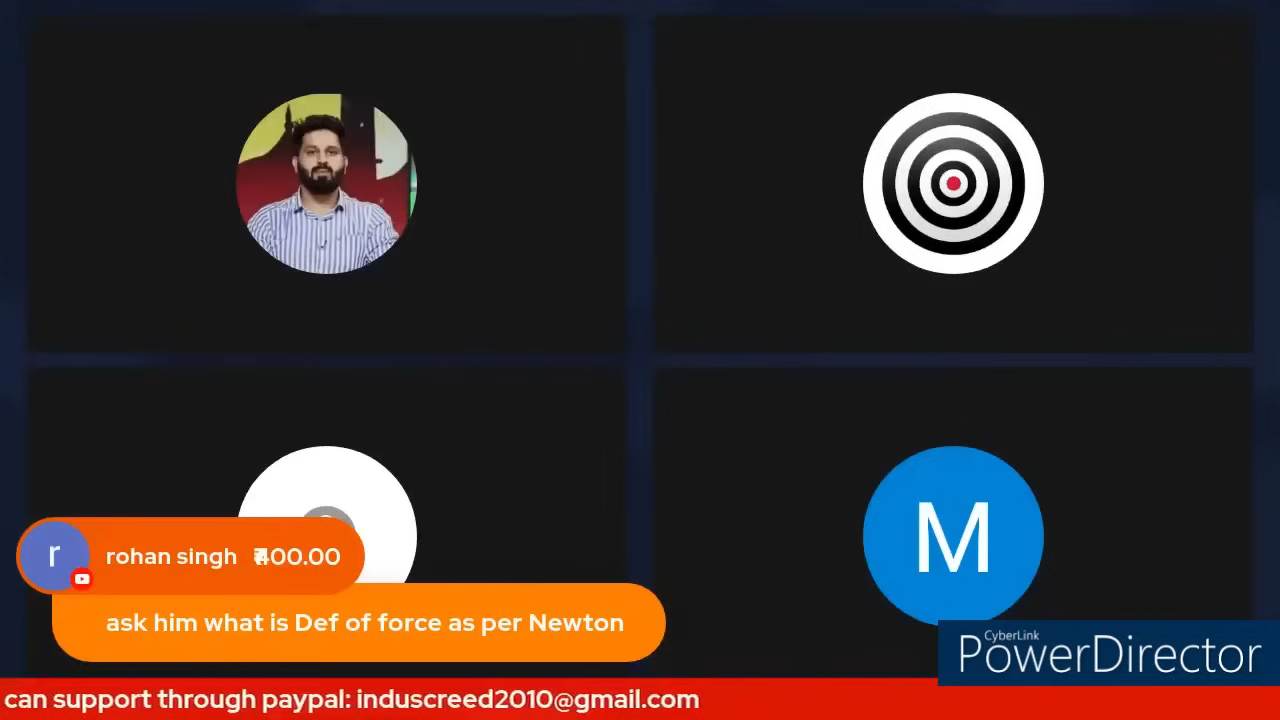 M
r
rohan singh ₹400.00
ask him what is Def of force as per Newton
CyberLink
PowerDirector
can support through paypal: induscreed2010@gmail.com